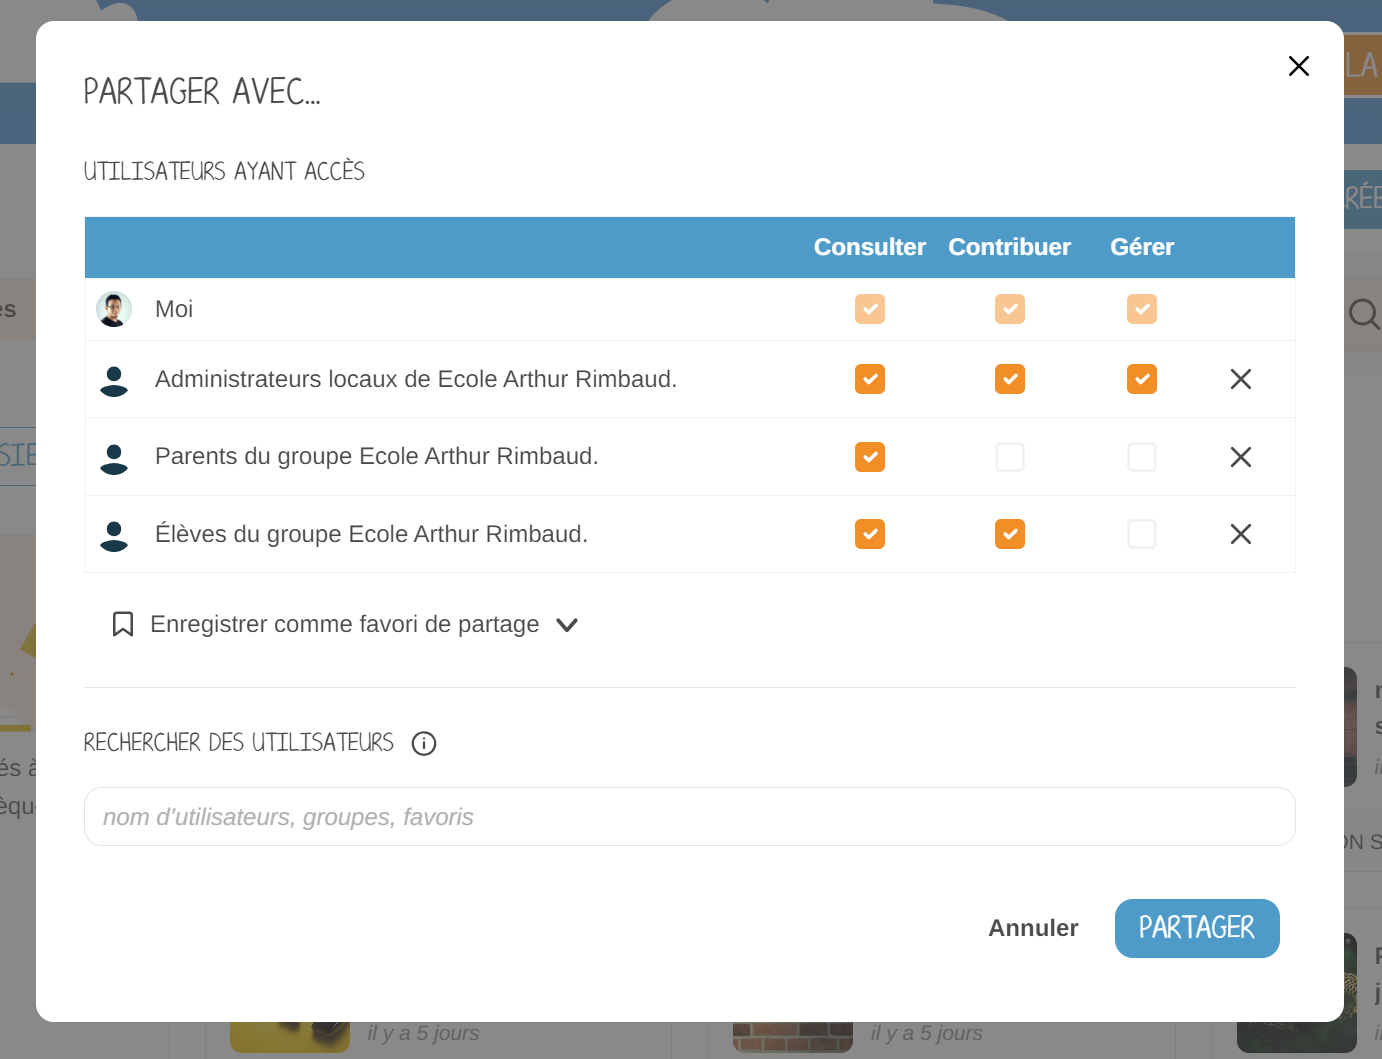 LA
PARTAGER AVEC...
UTILISATEURS AYANT ACCÈS
Consulter Contribuer Gérer
Moi
Administrateurs locaux de Ecole Arthur Rimbaud.
Parents du groupe Ecole Arthur Rimbaud.
Élèves du groupe Ecole Arthur Rimbaud.
Enregistrer comme favori de partage
RECHERCHER DES UTILISATEURS
nom d’utilisateurs, groupes, favoris
Annuler PARTAGER
il y a 5 jours il y a 5 jours